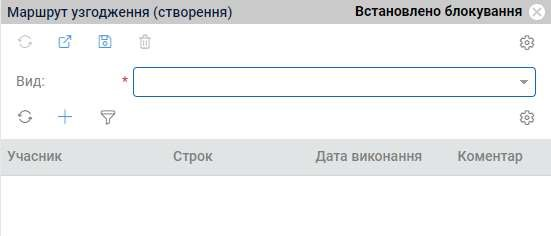 Маршрут узгодження (створення) Встановлено блокування
Вид: *
Учасник Строк Дата виконання Коментар